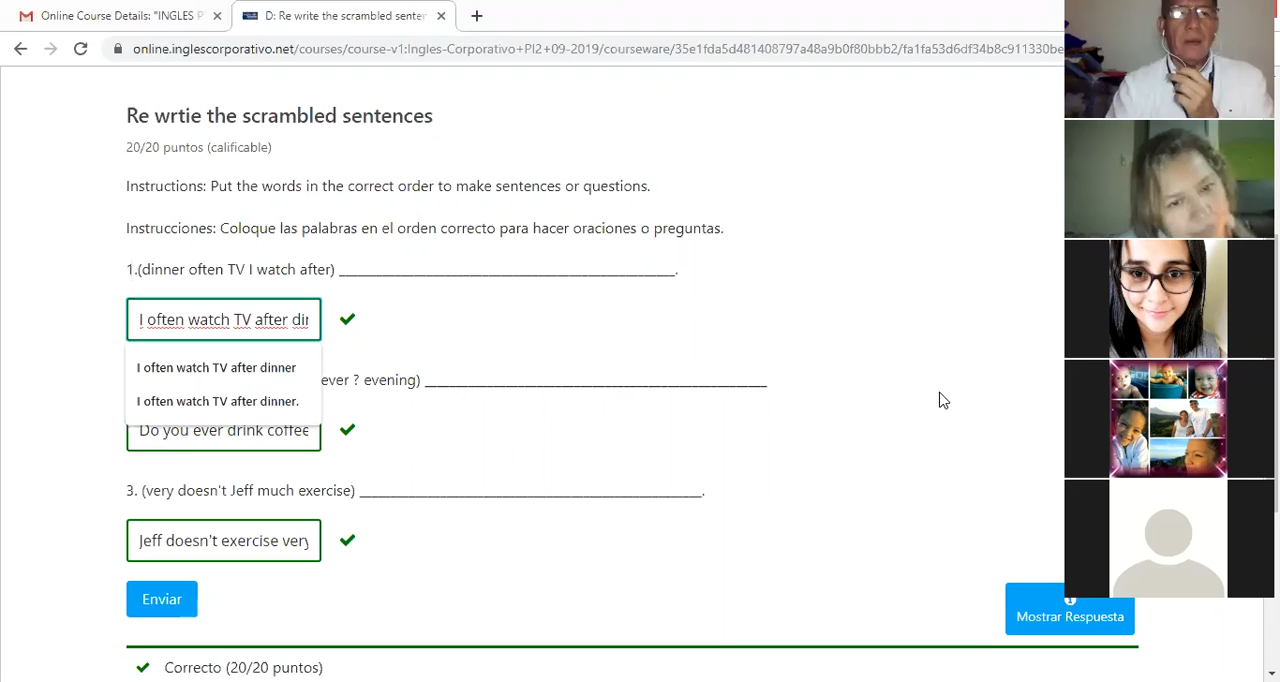 Online Course Details: "INGLES P
D: Re write the scrambled senter
online.inglescorporativo.net/courses/course-v1:Ingles-Corporativo+PI2+09-2019/courseware/35e1fda5d481408797a48a9b0f80bbb2/fa1fa53d6df34b8c911330be
Re wrtie the scrambled sentences
20/20 puntos (calificable)
Instructions: Put the words in the correct order to make sentences or questions.
Instrucciones: Coloque las palabras en el orden correcto para hacer oraciones o preguntas.
1.(dinner often TV I watch after) ______________________________________________.
I often watch TV after din
I often watch TV after dinner
ever ? evening) ______________________________________________
I often watch TV after dinner.
Do you ever drink coffee
3. (very doesn't Jeff much exercise) ______________________________________________.
Jeff doesn't exercise very
Enviar
Mostrar Respuesta
Correcto (20/20 puntos)